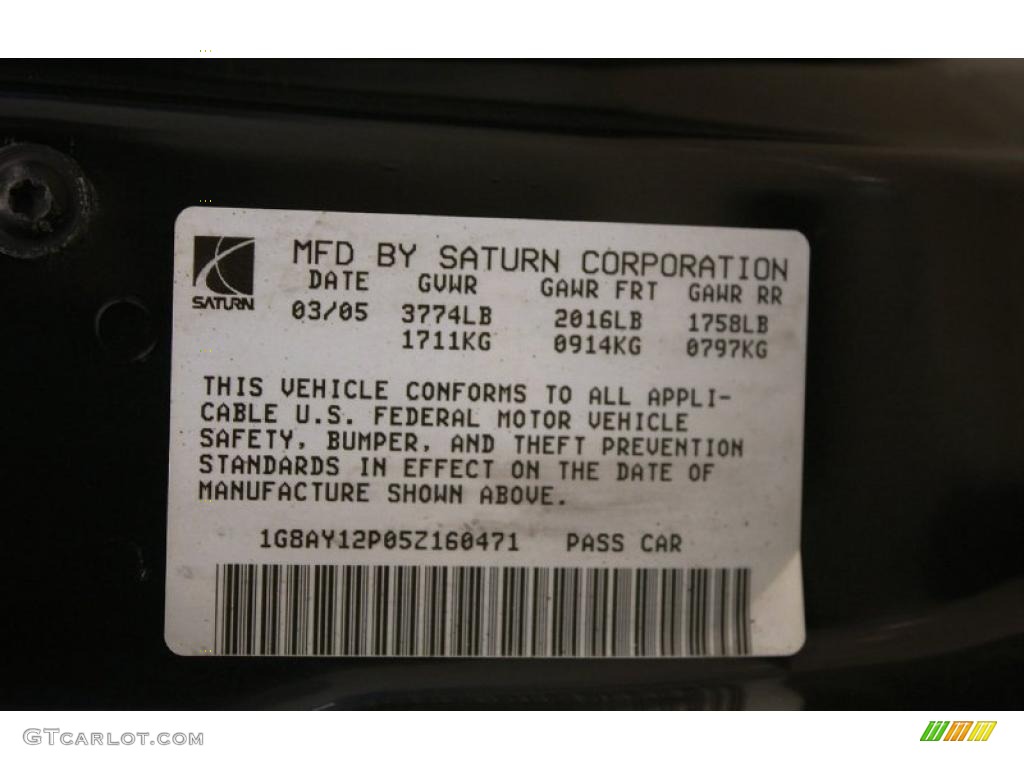 MFD BY SATURN CORPORATION
SATURN
DATE GVWR GAWR FRT GAWR RR
03/05 3774LB 2016LB 1758LB
1711KG 0914KG 0797KG
THIS VEHICLE CONFORMS TO ALL APPLI-
CABLE U.S. FEDERAL MOTOR VEHICLE
SAFETY, BUMPER, AND THEFT PREVENTION
STANDARDS IN EFFECT ON THE DATE OF
MANUFACTURE SHOWN ABOVE.
1G8AY12P05Z160471 PASS CAR
GTCARLOT.COM